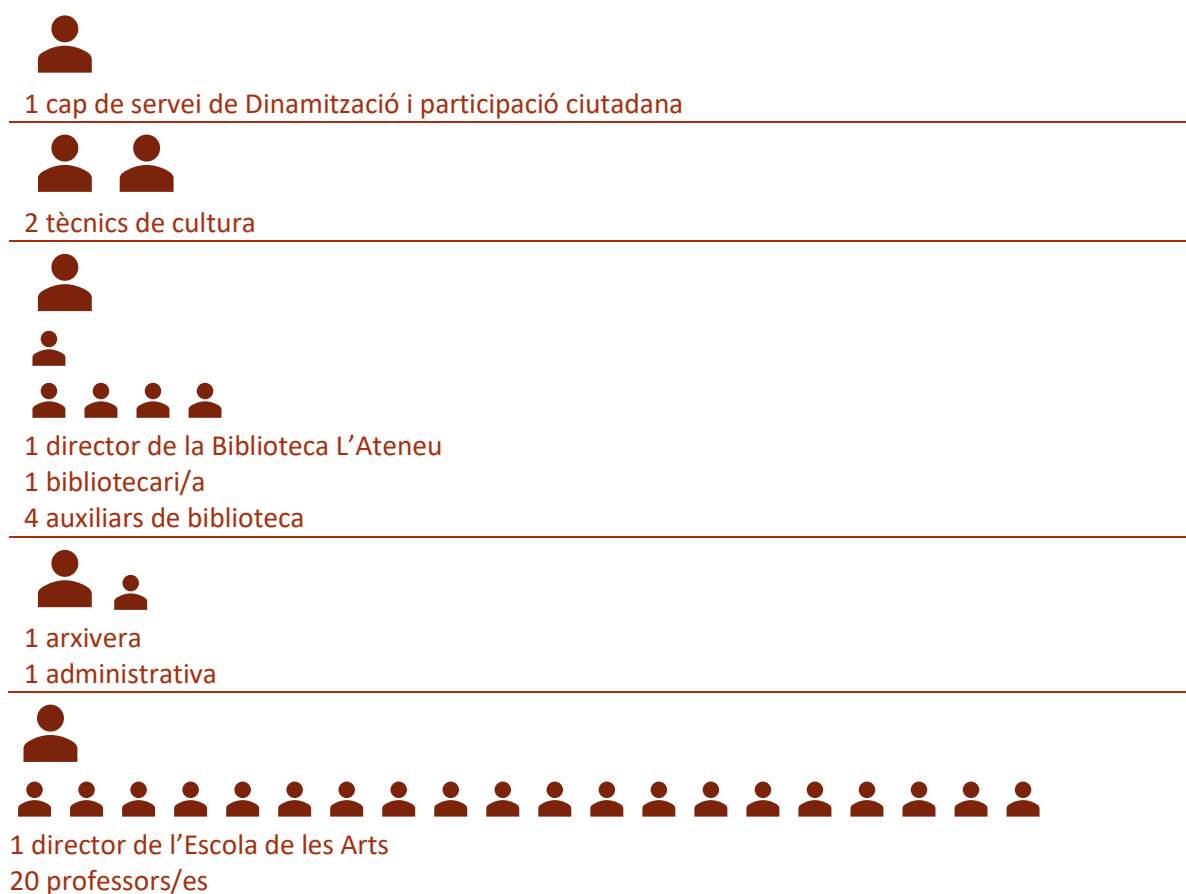 1 cap de servei de Dinamització i participació ciutadana
2 tècnics de cultura
1 director de la Biblioteca L’Ateneu
1 bibliotecari/a
4 auxiliars de biblioteca
1 arxivera
1 administrativa
1 director de l’Escola de les Arts
20 professors/es